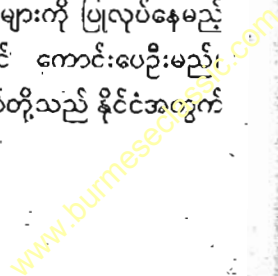 များကို ပြုလုပ်နေမည့်
ကောင်းပေဦးမည်၊
တို့သည် နိုင်ငံအတွက်
www.burmeseclassic.com